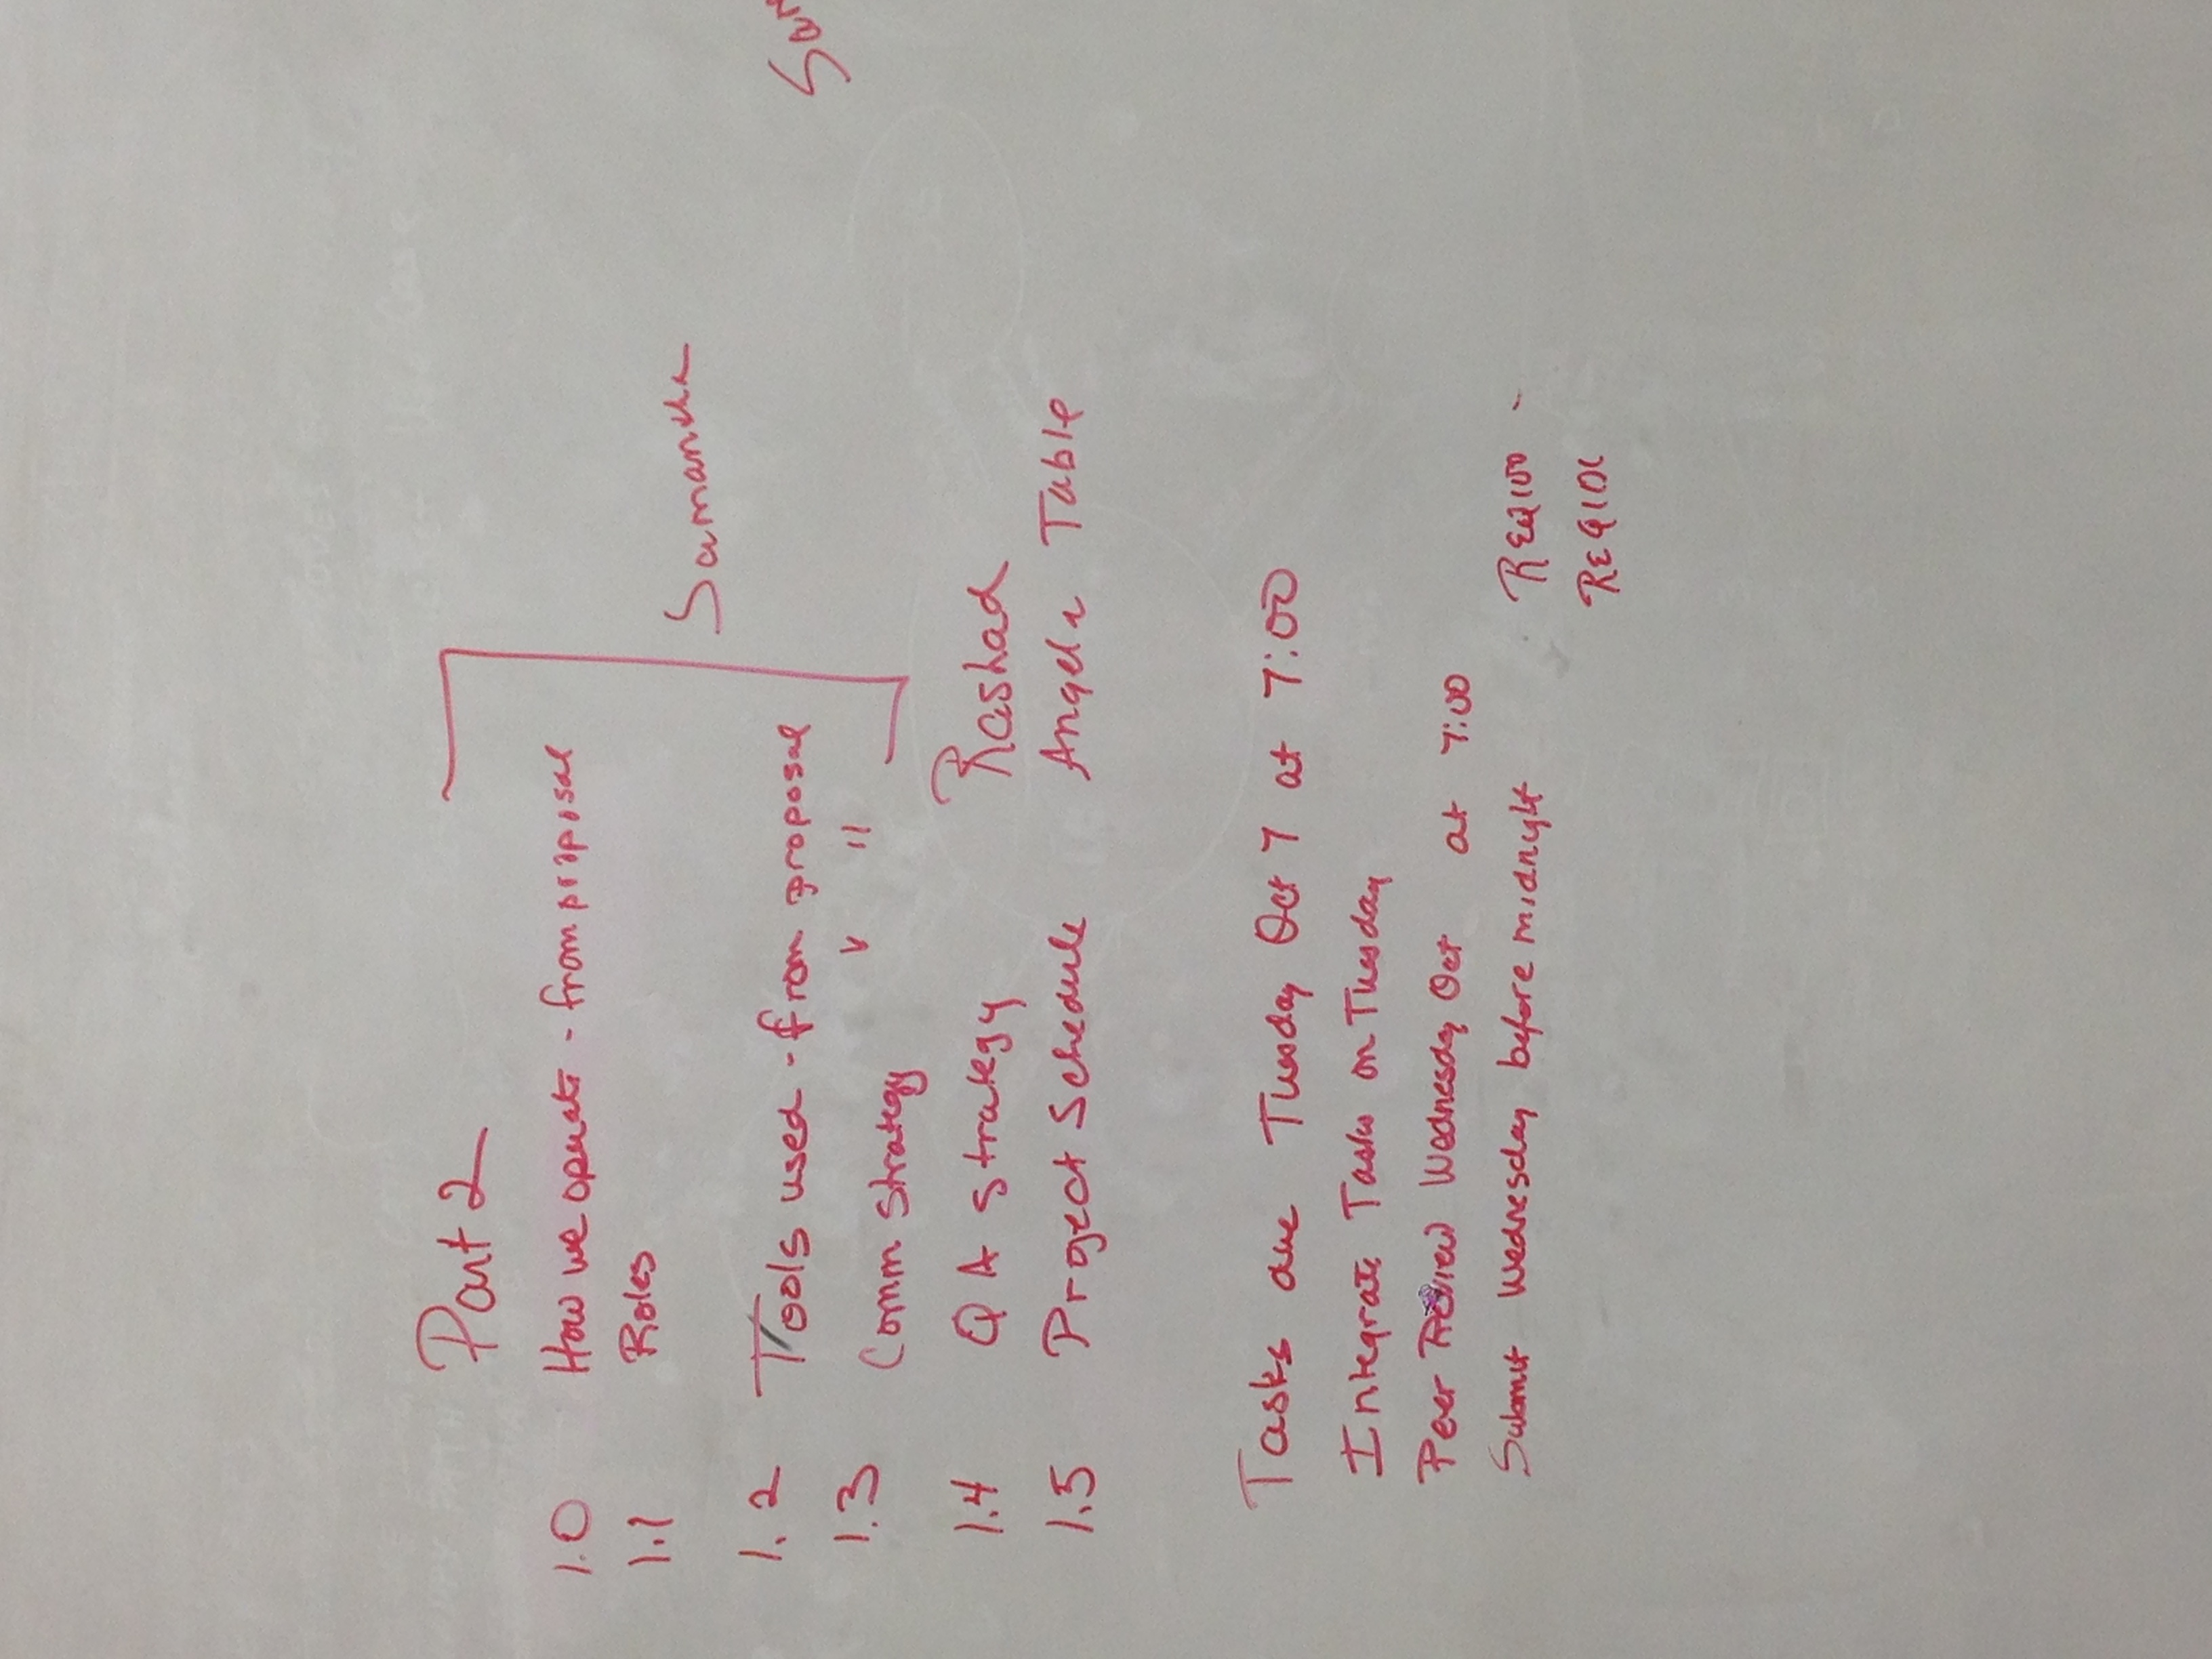 Part 2
1.0 How we operate - from proposal
1.1 Roles
Samantha
1.2 Tools used - from proposal
San
1.3 Comm Strategy " "
1.4 QA strategy Rashad
1.5 Project Schedule Angela Table
Tasks due Tuesday Oct 7 at 7:00
Integrate Tasks on Tuesday
Peer Review Wednesday Oct at 7:00
Submit Wednesday before midnight REQ100 -
REQ101